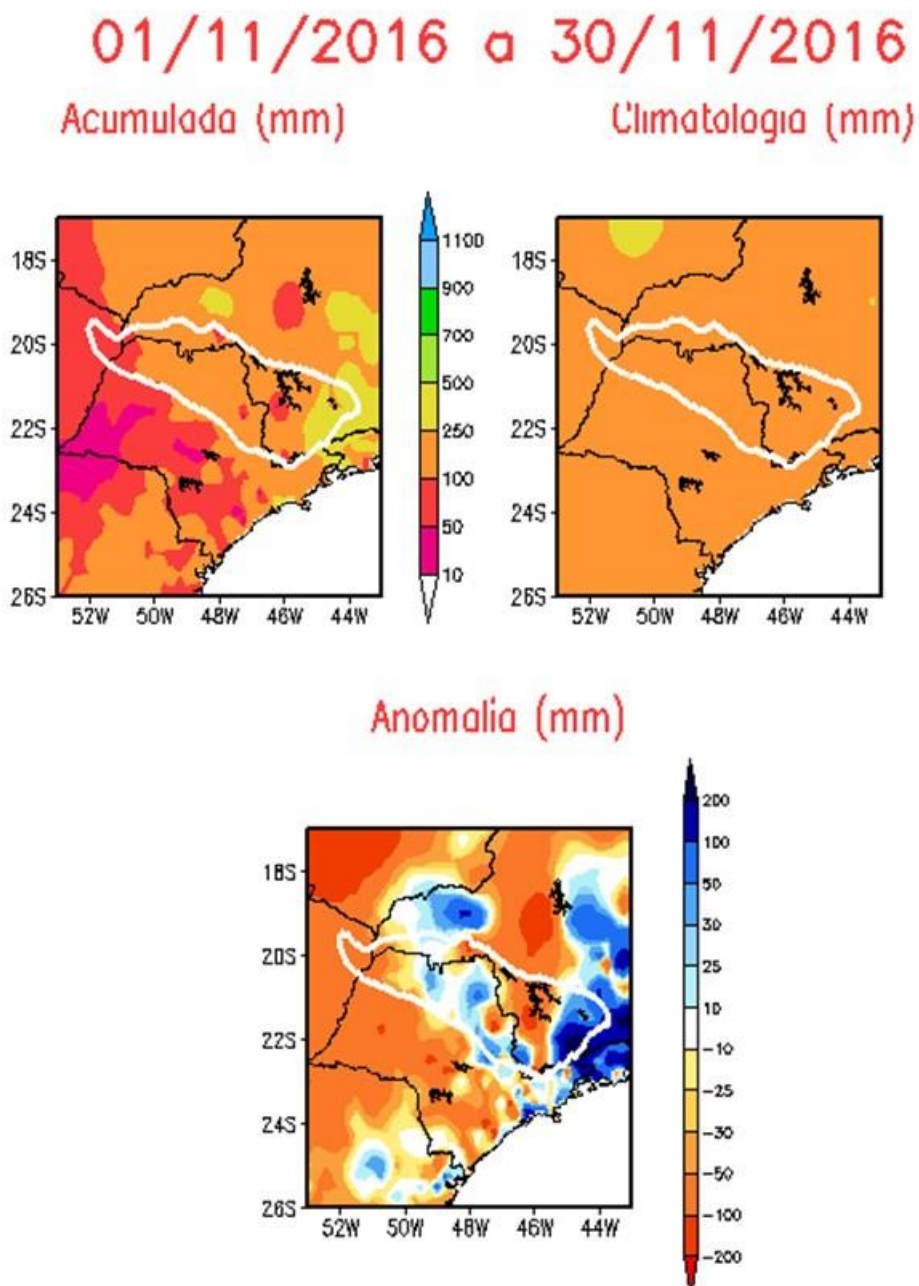 01/11/2016 a 30/11/2016
Acumulada (mm)
Climatologia (mm)
18S
20S
22S
24S
26S
52W 50W 48W 46W 44W
1100
900
700
500
250
100
50
10
18S
20S
22S
24S
26S
52W 50W 48W 46W 44W
Anomalia (mm)
18S
20S
22S
24S
26S
52W 50W 48W 46W 44W
200
100
50
30
25
10
-10
-25
-30
-50
-100
-200